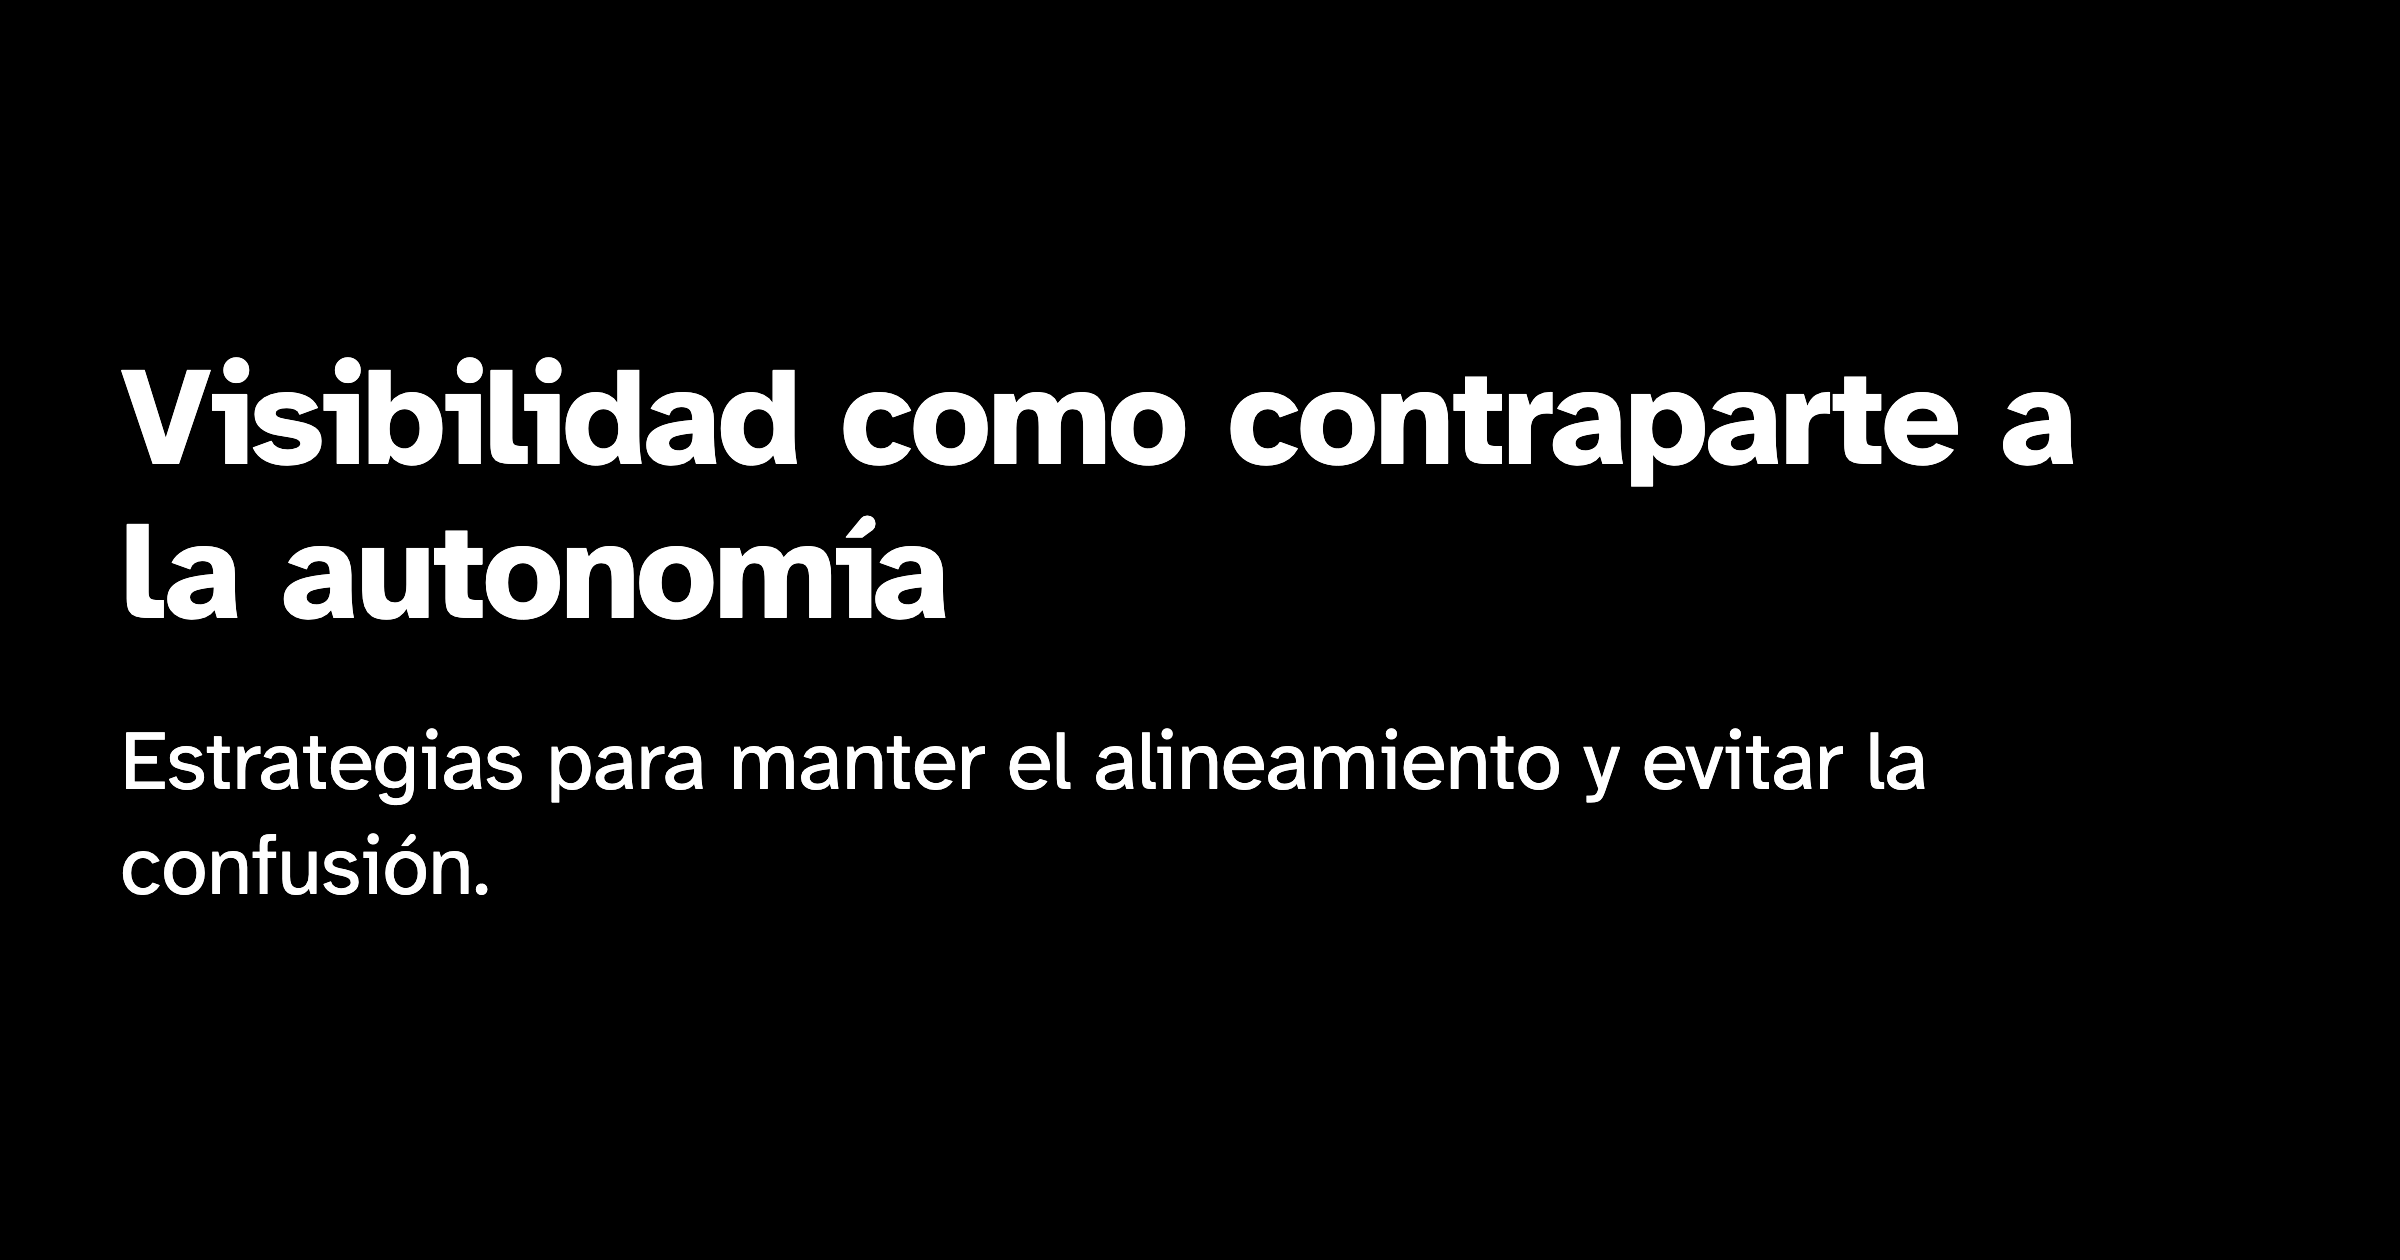 Visibilidad como contraparte a
la autonomía
Estrategias para manter el alineamiento y evitar la
confusión.